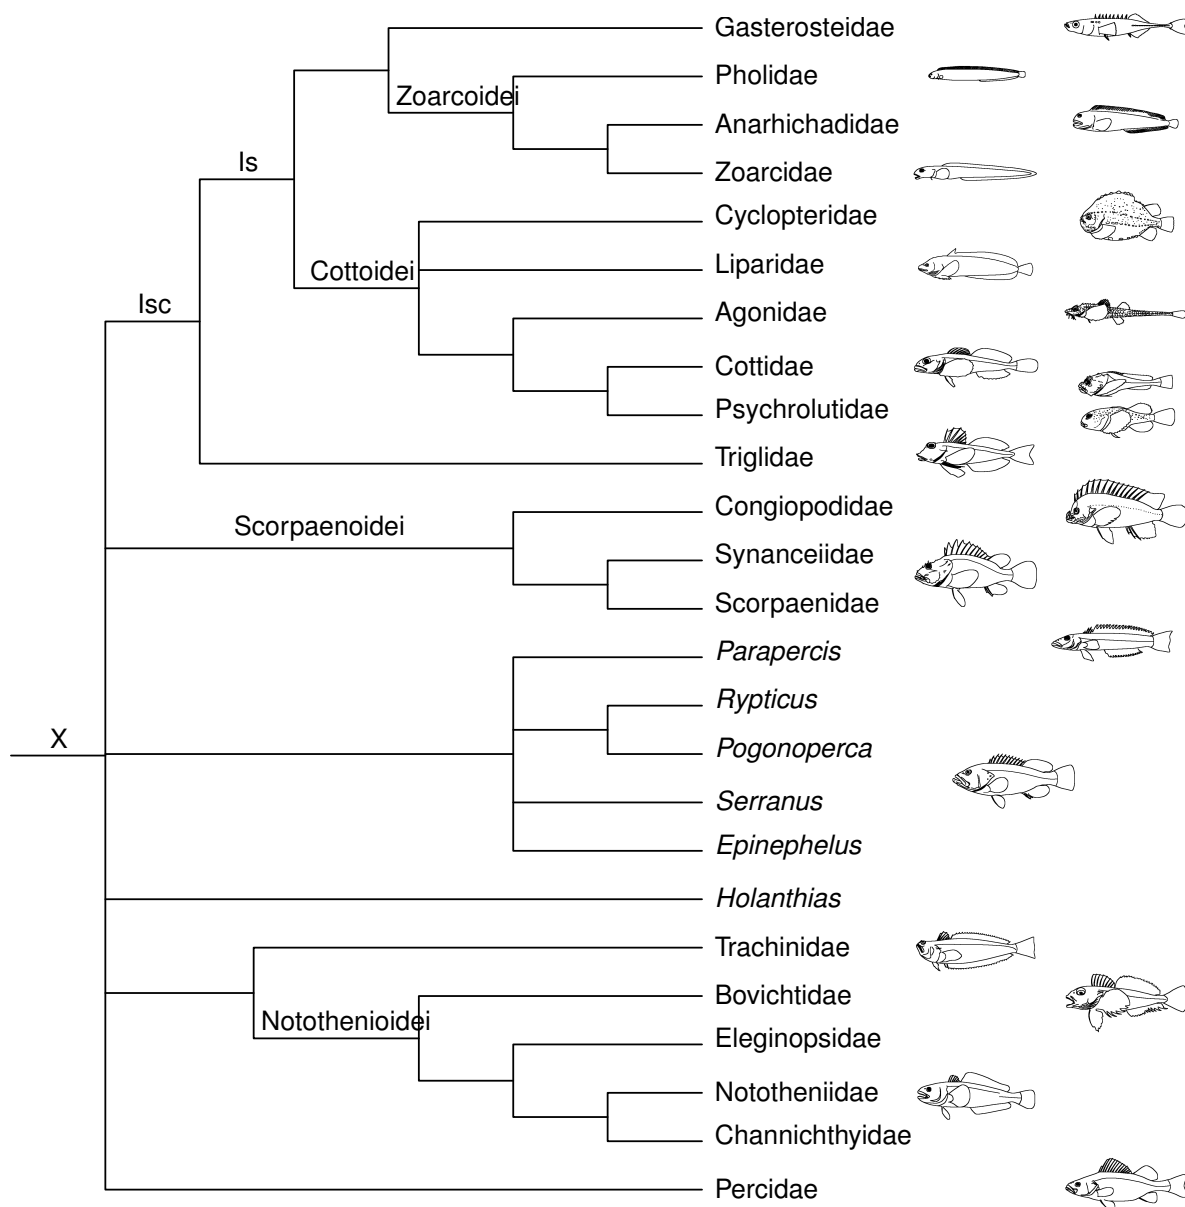 Gasterosteidae
Pholidae
Zoarcoidei
Anarhichadidae
Is
Zoarcidae
Cyclopteridae
Cottoidei
Liparidae
Isc
Agonidae
Cottidae
Psychrolutidae
Triglidae
Congiopodidae
Scorpaenoidei
Synanceiidae
Scorpaenidae
Parapercis
Rypticus
X
Pogonoperca
Serranus
Epinephelus
Holanthias
Trachinidae
Bovichtidae
Notothenioidei
Eleginopsidae
Nototheniidae
Channichthyidae
Percidae